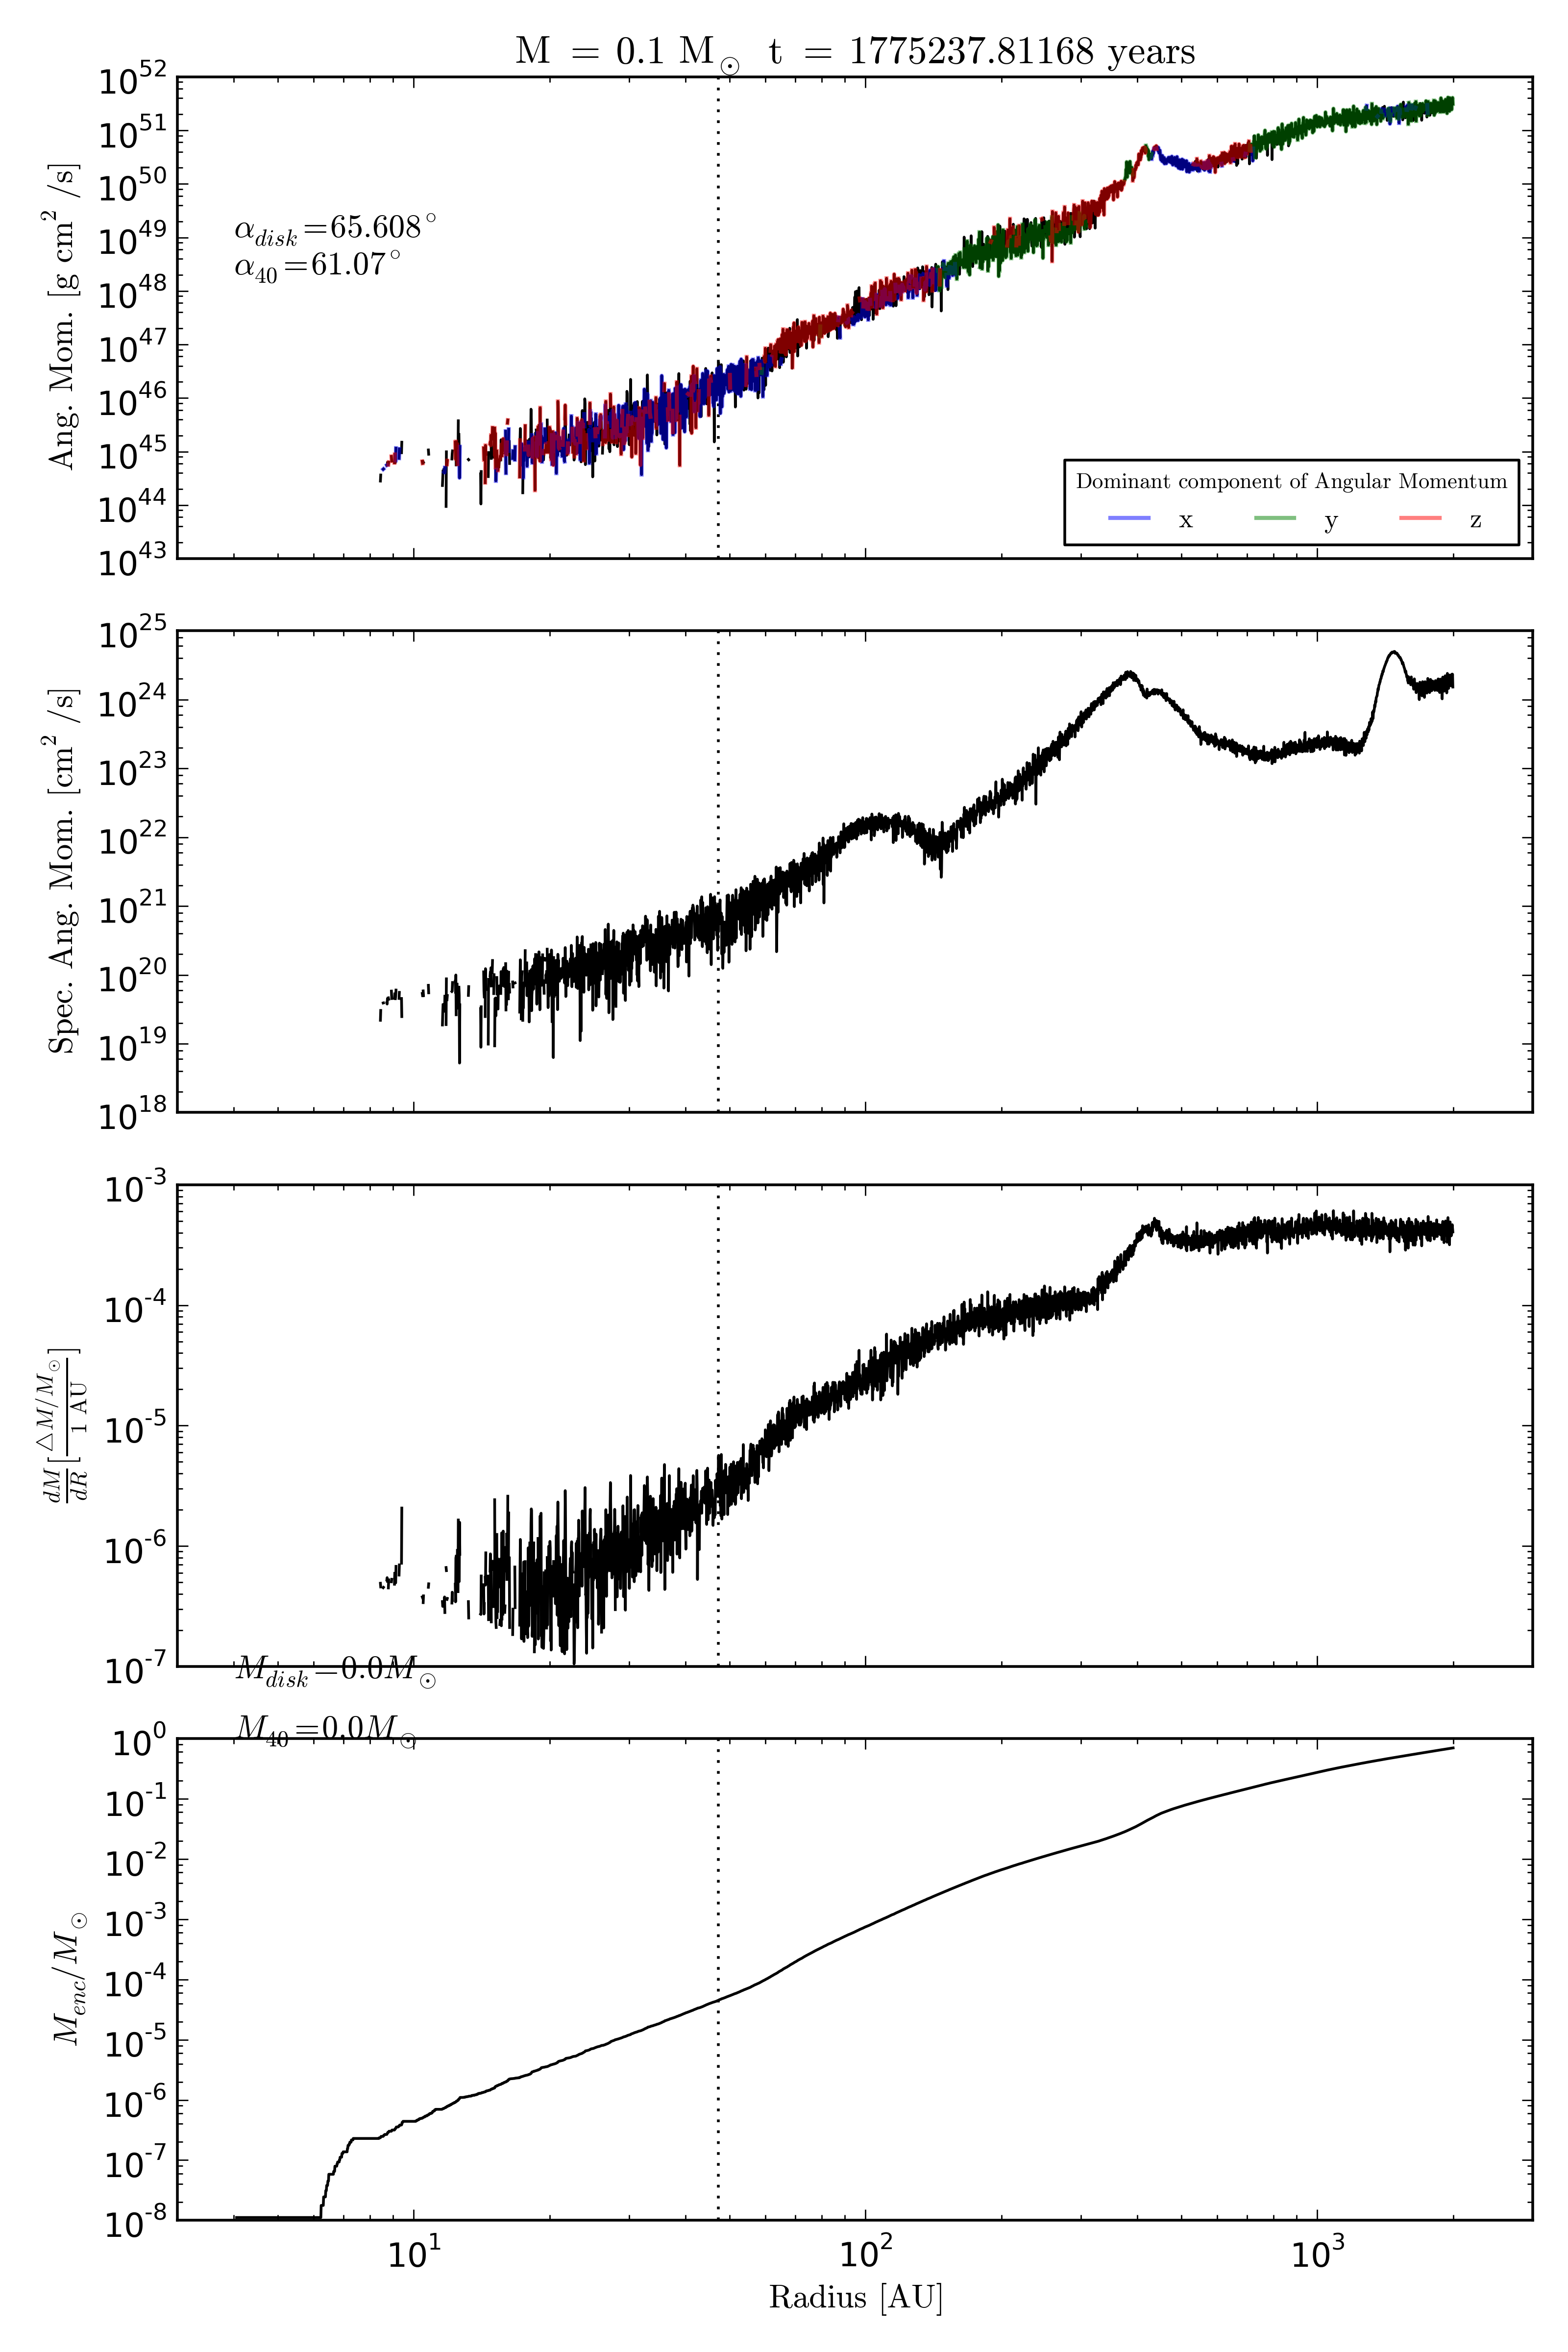 M = 0.1 M⊙ t = 1775237.81168 years
10^52
10^51
10^50
10^49
10^48
10^47
10^46
10^45
10^44
10^43
Ang. Mom. [g cm^2 /s]
α_disk=65.608°
α_40=61.07°
Dominant component of Angular Momentum
x y z
10^25
10^24
10^23
10^22
10^21
10^20
10^19
10^18
Spec. Ang. Mom. [cm^2 /s]
10^-3
10^-4
10^-5
10^-6
10^-7
dM/dR [△M/M⊙ / 1 AU]
M_disk=0.0M⊙
M_40=0.0M⊙
10^0
10^-1
10^-2
10^-3
10^-4
10^-5
10^-6
10^-7
10^-8
M_enc/M⊙
10^1 10^2 10^3
Radius [AU]